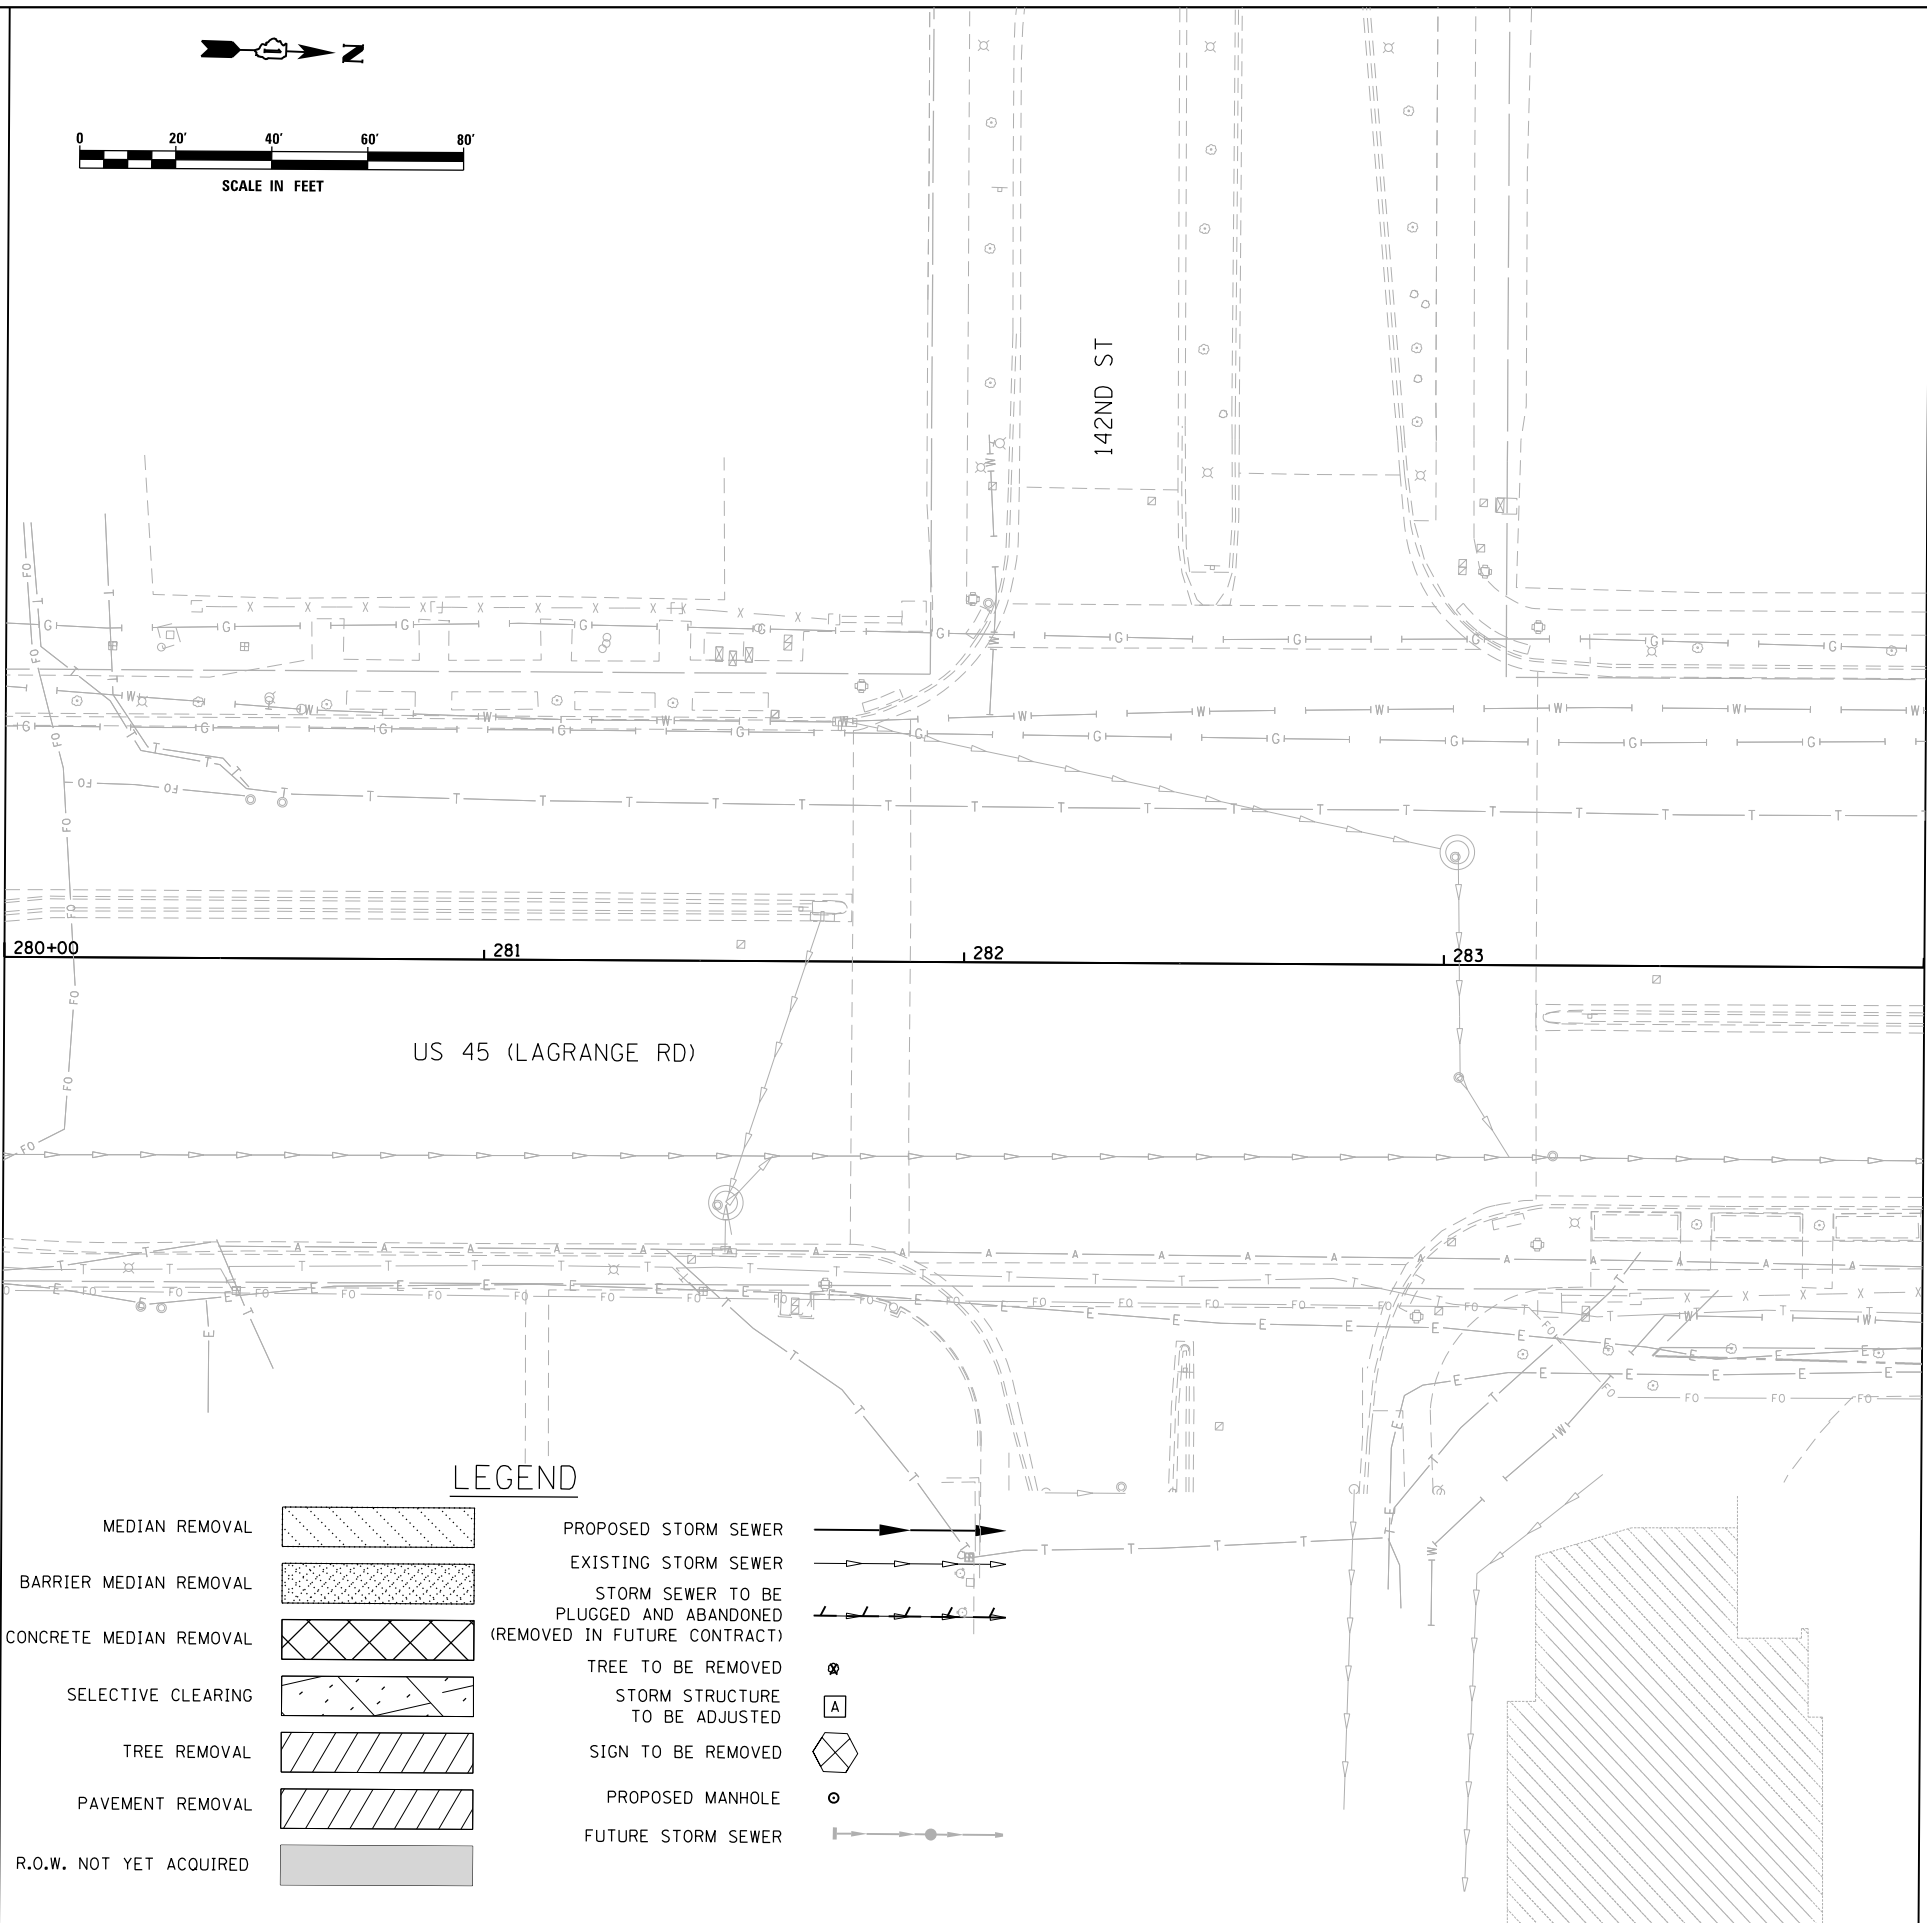 N
0 20' 40' 60' 80'
SCALE IN FEET
142ND ST
280+00 281 282 283
US 45 (LAGRANGE RD)
LEGEND
MEDIAN REMOVAL
BARRIER MEDIAN REMOVAL
CONCRETE MEDIAN REMOVAL
SELECTIVE CLEARING
TREE REMOVAL
PAVEMENT REMOVAL
R.O.W. NOT YET ACQUIRED
PROPOSED STORM SEWER
EXISTING STORM SEWER
STORM SEWER TO BE
PLUGGED AND ABANDONED
(REMOVED IN FUTURE CONTRACT)
TREE TO BE REMOVED
STORM STRUCTURE
TO BE ADJUSTED
A
SIGN TO BE REMOVED
PROPOSED MANHOLE
FUTURE STORM SEWER